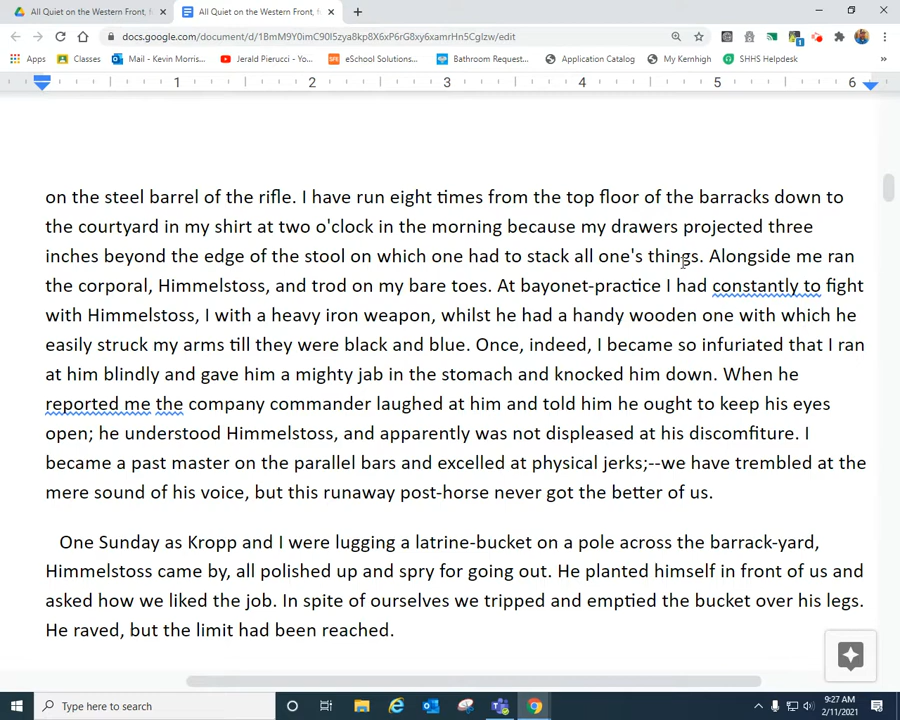 All Quiet on the Western Front, F
All Quiet on the Western Front, F
docs.google.com/document/d/1BmM9Y0imC90I5zya8kp8X6xP6rG8xy6xamrHn5CgIzw/edit
Apps Classes Mail - Kevin Morris... Jerald Pierucci - Yo... eSchool Solutions... Bathroom Request... Application Catalog My Kernhigh SHHS Helpdesk »
1 2 3 4 5 6
on the steel barrel of the rifle. I have run eight times from the top floor of the barracks down to
the courtyard in my shirt at two o'clock in the morning because my drawers projected three
inches beyond the edge of the stool on which one had to stack all one's things. Alongside me ran
the corporal, Himmelstoss, and trod on my bare toes. At bayonet-practice I had constantly to fight
with Himmelstoss, I with a heavy iron weapon, whilst he had a handy wooden one with which he
easily struck my arms till they were black and blue. Once, indeed, I became so infuriated that I ran
at him blindly and gave him a mighty jab in the stomach and knocked him down. When he
reported me the company commander laughed at him and told him he ought to keep his eyes
open; he understood Himmelstoss, and apparently was not displeased at his discomfiture. I
became a past master on the parallel bars and excelled at physical jerks;--we have trembled at the
mere sound of his voice, but this runaway post-horse never got the better of us.
One Sunday as Kropp and I were lugging a latrine-bucket on a pole across the barrack-yard,
Himmelstoss came by, all polished up and spry for going out. He planted himself in front of us and
asked how we liked the job. In spite of ourselves we tripped and emptied the bucket over his legs.
He raved, but the limit had been reached.
Type here to search
9:27 AM
2/11/2021